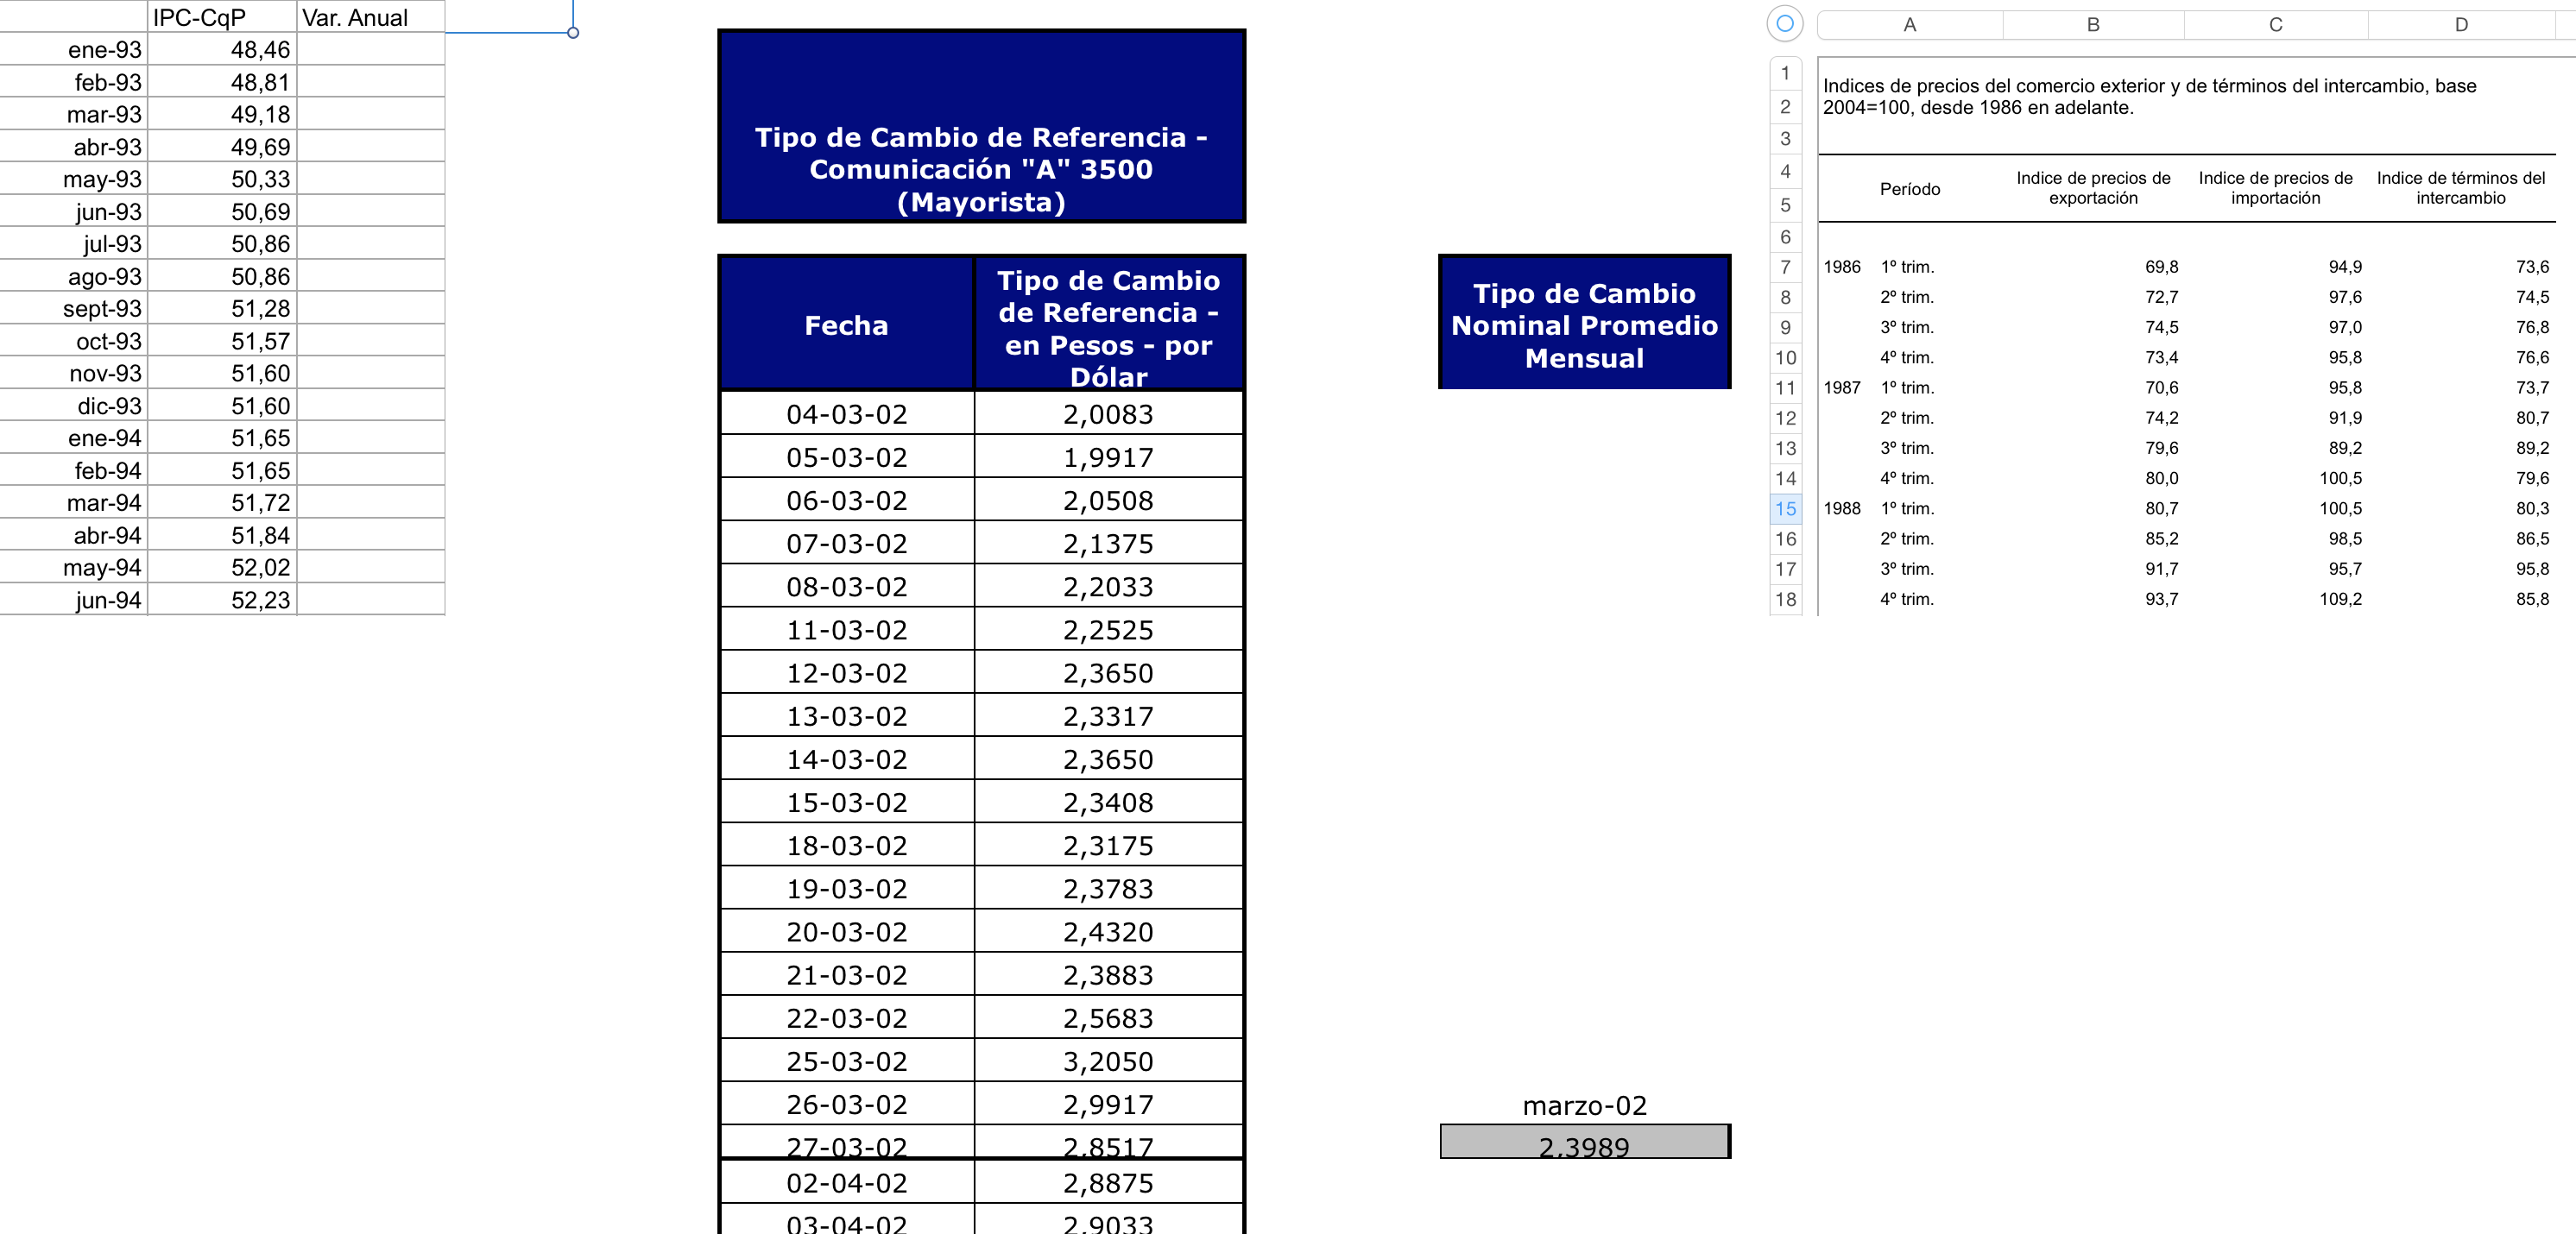 IPC-CqP Var. Anual
ene-93 48,46
feb-93 48,81
mar-93 49,18
abr-93 49,69
may-93 50,33
jun-93 50,69
jul-93 50,86
ago-93 50,86
sept-93 51,28
oct-93 51,57
nov-93 51,60
dic-93 51,60
ene-94 51,65
feb-94 51,65
mar-94 51,72
abr-94 51,84
may-94 52,02
jun-94 52,23
Tipo de Cambio de Referencia -
Comunicación "A" 3500
(Mayorista)
Fecha
Tipo de Cambio
de Referencia -
en Pesos - por
Dólar
04-03-02 2,0083
05-03-02 1,9917
06-03-02 2,0508
07-03-02 2,1375
08-03-02 2,2033
11-03-02 2,2525
12-03-02 2,3650
13-03-02 2,3317
14-03-02 2,3650
15-03-02 2,3408
18-03-02 2,3175
19-03-02 2,3783
20-03-02 2,4320
21-03-02 2,3883
22-03-02 2,5683
25-03-02 3,2050
26-03-02 2,9917
27-03-02 2,8517
02-04-02 2,8875
03-04-02 2,9033
Tipo de Cambio
Nominal Promedio
Mensual
marzo-02
2,3989
A B C D
1
2
3
4
5
6
7
8
9
10
11
12
13
14
15
16
17
18
Indices de precios del comercio exterior y de términos del intercambio, base
2004=100, desde 1986 en adelante.
Período
Indice de precios de
exportación
Indice de precios de
importación
Indice de términos del
intercambio
1986 1º trim. 69,8 94,9 73,6
2º trim. 72,7 97,6 74,5
3º trim. 74,5 97,0 76,8
4º trim. 73,4 95,8 76,6
1987 1º trim. 70,6 95,8 73,7
2º trim. 74,2 91,9 80,7
3º trim. 79,6 89,2 89,2
4º trim. 80,0 100,5 79,6
1988 1º trim. 80,7 100,5 80,3
2º trim. 85,2 98,5 86,5
3º trim. 91,7 95,7 95,8
4º trim. 93,7 109,2 85,8